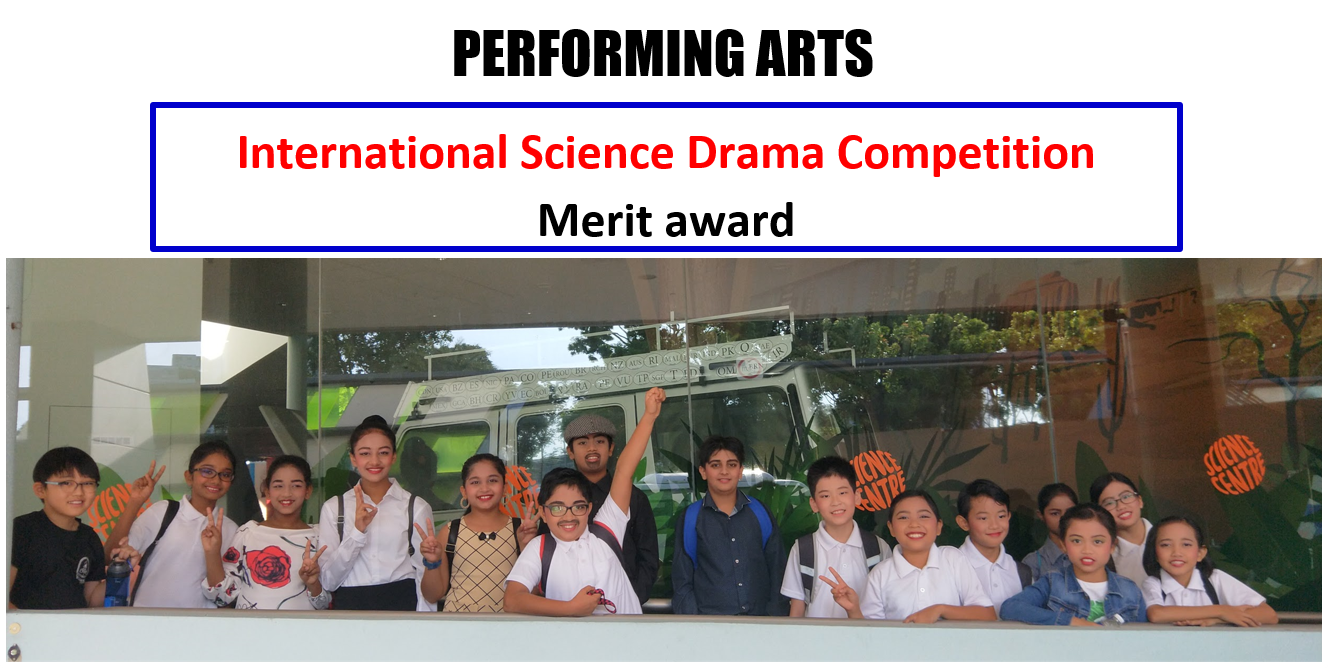 PERFORMING ARTS
International Science Drama Competition
Merit award
SCIENCE
CENTRE
SCIENCE
CENTRE